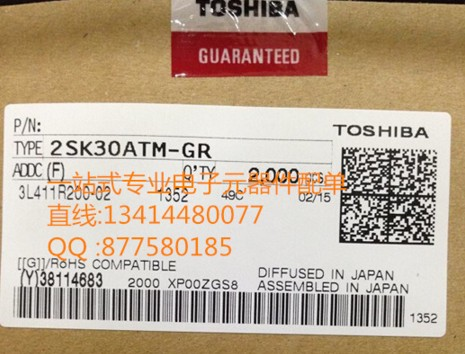 TOSHIBA
GUARANTEED
P/N:
TOSHIBA
TYPE 2SK30ATM-GR
ADDC (F) Q'TY 2,000 pcs
一站式专业电子元器件配单
3L411R200-02 1352 49C 02/15
直线:13414480077
QQ :877580185
[[G]]/RoHS COMPATIBLE
(Y)38114683
DIFFUSED IN JAPAN
2000 XP00ZGS8 ASSEMBLED IN JAPAN
1352